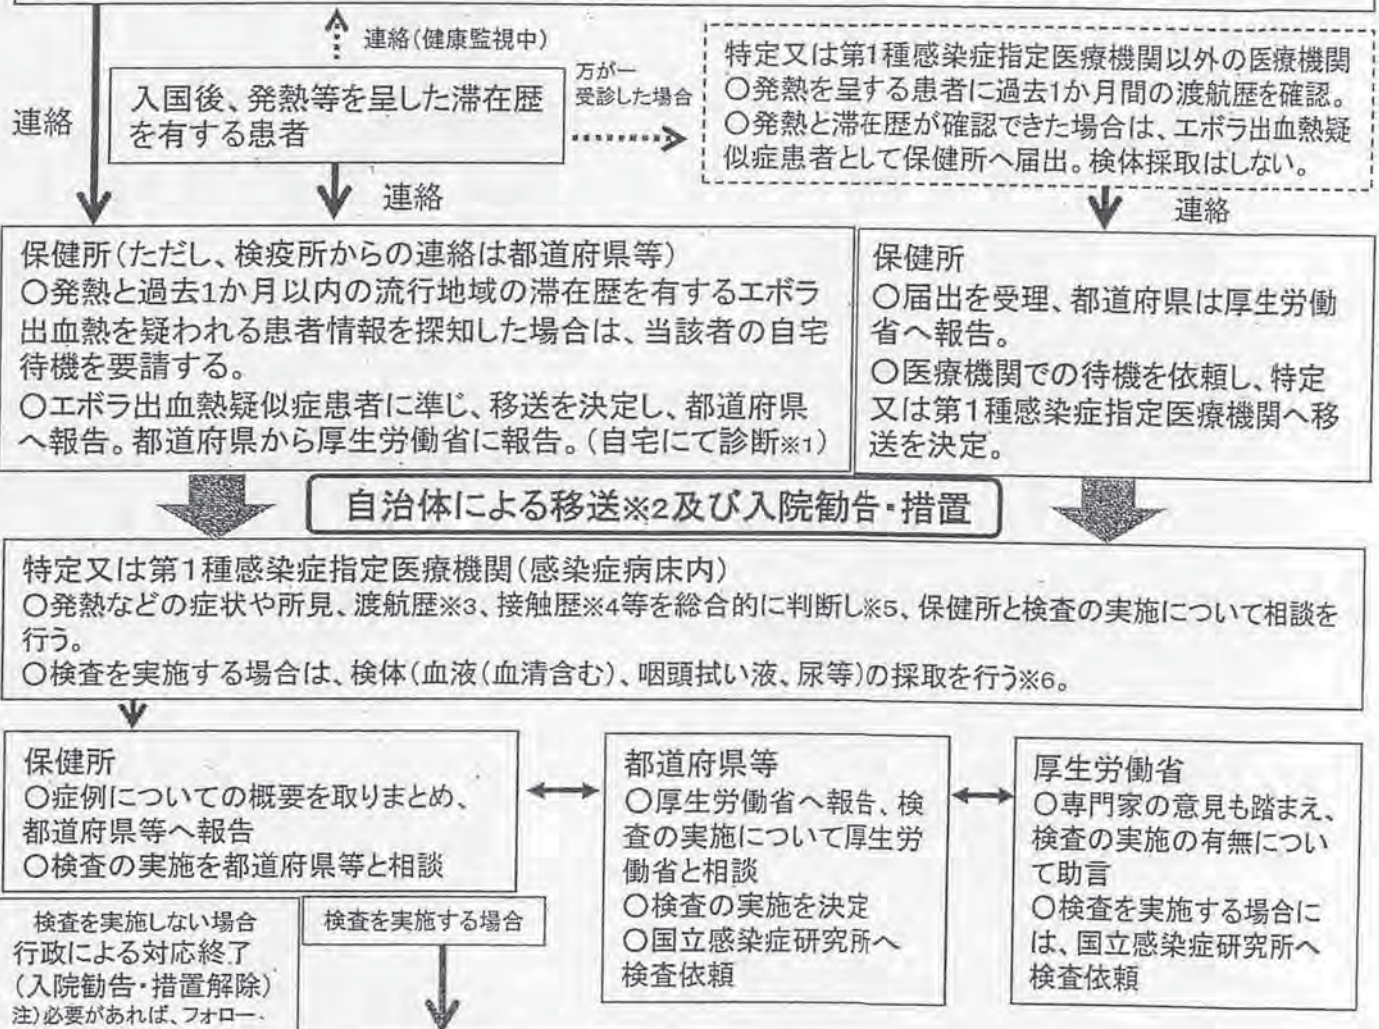 連絡(健康監視中)
連絡
入国後、発熱等を呈した滞在歴
を有する患者
万が一
受診した場合
特定又は第1種感染症指定医療機関以外の医療機関
○発熱を呈する患者に過去1か月間の渡航歴を確認。
○発熱と滞在歴が確認できた場合は、エボラ出血熱疑
似症患者として保健所へ届出。検体採取はしない。
連絡
連絡
保健所(ただし、検疫所からの連絡は都道府県等)
○発熱と過去1か月以内の流行地域の滞在歴を有するエボラ
出血熱を疑われる患者情報を探知した場合は、当該者の自宅
待機を要請する。
○エボラ出血熱疑似症患者に準じ、移送を決定し、都道府県
へ報告。都道府県から厚生労働省に報告。(自宅にて診断※1)
保健所
○届出を受理、都道府県は厚生労働
省へ報告。
○医療機関での待機を依頼し、特定
又は第1種感染症指定医療機関へ移
送を決定。
自治体による移送※2及び入院勧告・措置
特定又は第1種感染症指定医療機関(感染症病床内)
○発熱などの症状や所見、渡航歴※3、接触歴※4等を総合的に判断し※5、保健所と検査の実施について相談を
行う。
○検査を実施する場合は、検体(血液(血清含む)、咽頭拭い液、尿等)の採取を行う※6。
保健所
○症例についての概要を取りまとめ、
都道府県等へ報告
○検査の実施を都道府県等と相談
都道府県等
○厚生労働省へ報告、検
査の実施について厚生労
働省と相談
○検査の実施を決定
○国立感染症研究所へ
検査依頼
厚生労働省
○専門家の意見も踏まえ、
検査の実施の有無につい
て助言
○検査を実施する場合に
は、国立感染症研究所へ
検査依頼
検査を実施しない場合
行政による対応終了
(入院勧告・措置解除)
注)必要があれば、フォロー
検査を実施する場合